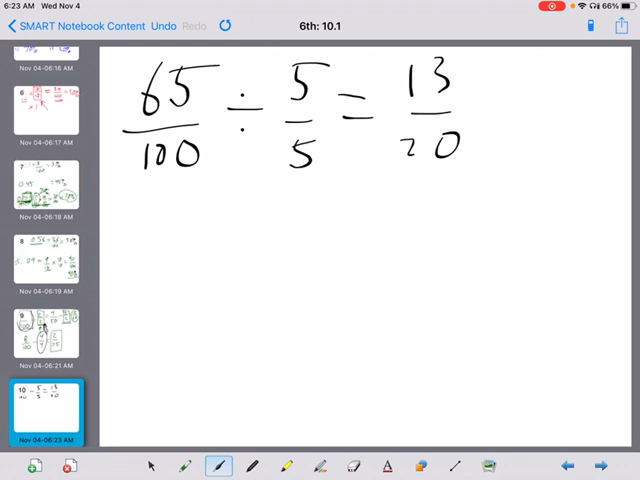 6:23 AM Wed Nov 4
66%
SMART Notebook Content Undo
6th: 10.1
65/100 ÷ 5/5 = 13/20
Nov 04-06:16 AM
6
Nov 04-06:17 AM
7
0.45
Nov 04-06:18 AM
8
Nov 04-06:19 AM
9
Nov 04-06:21 AM
10
Nov 04-06:23 AM
A